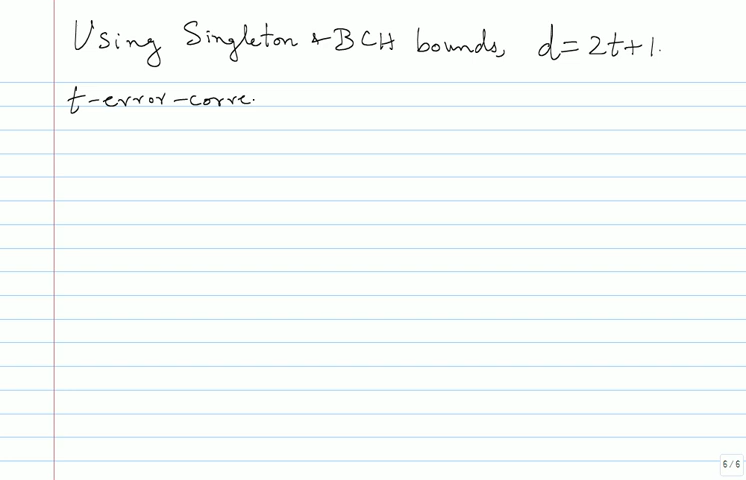 Using Singleton & BCH bounds, d = 2t+1.
t-error-corre.
6/6